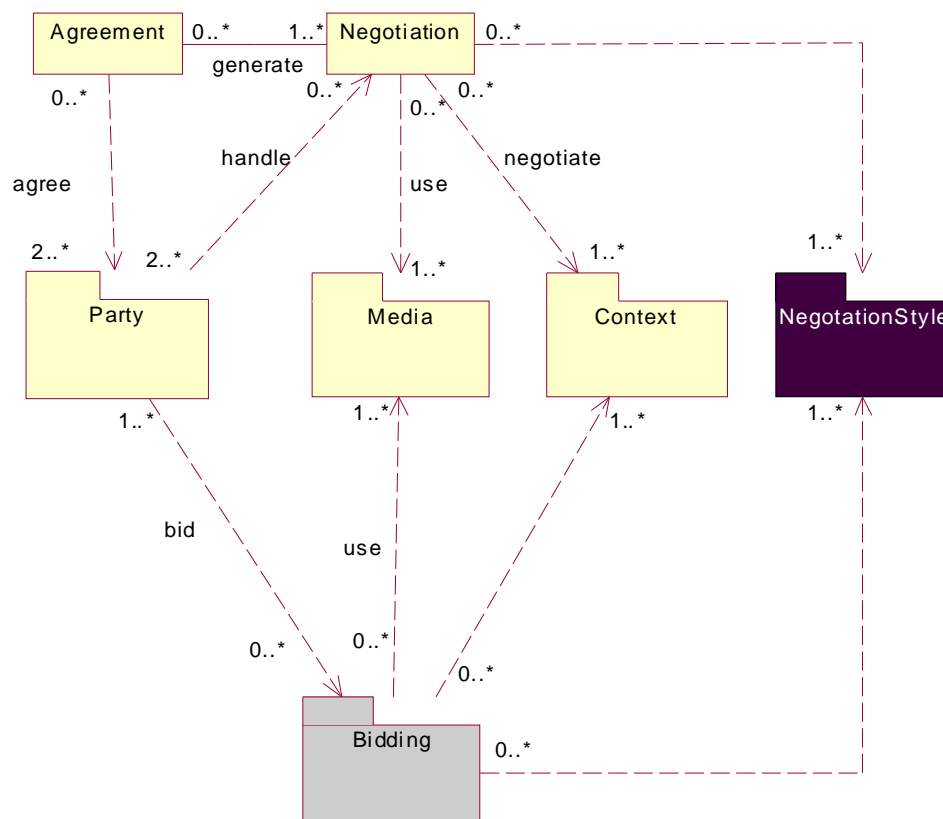 Agreement
0..*
1..*
Negotiation
0..*
generate
0..*
0..*
0..*
0..*
handle
negotiate
agree
use
2..*
2..*
1..*
1..*
1..*
Party
Media
Context
NegotationStyle
1..*
1..*
1..*
1..*
bid
use
0..*
0..*
0..*
Bidding
0..*